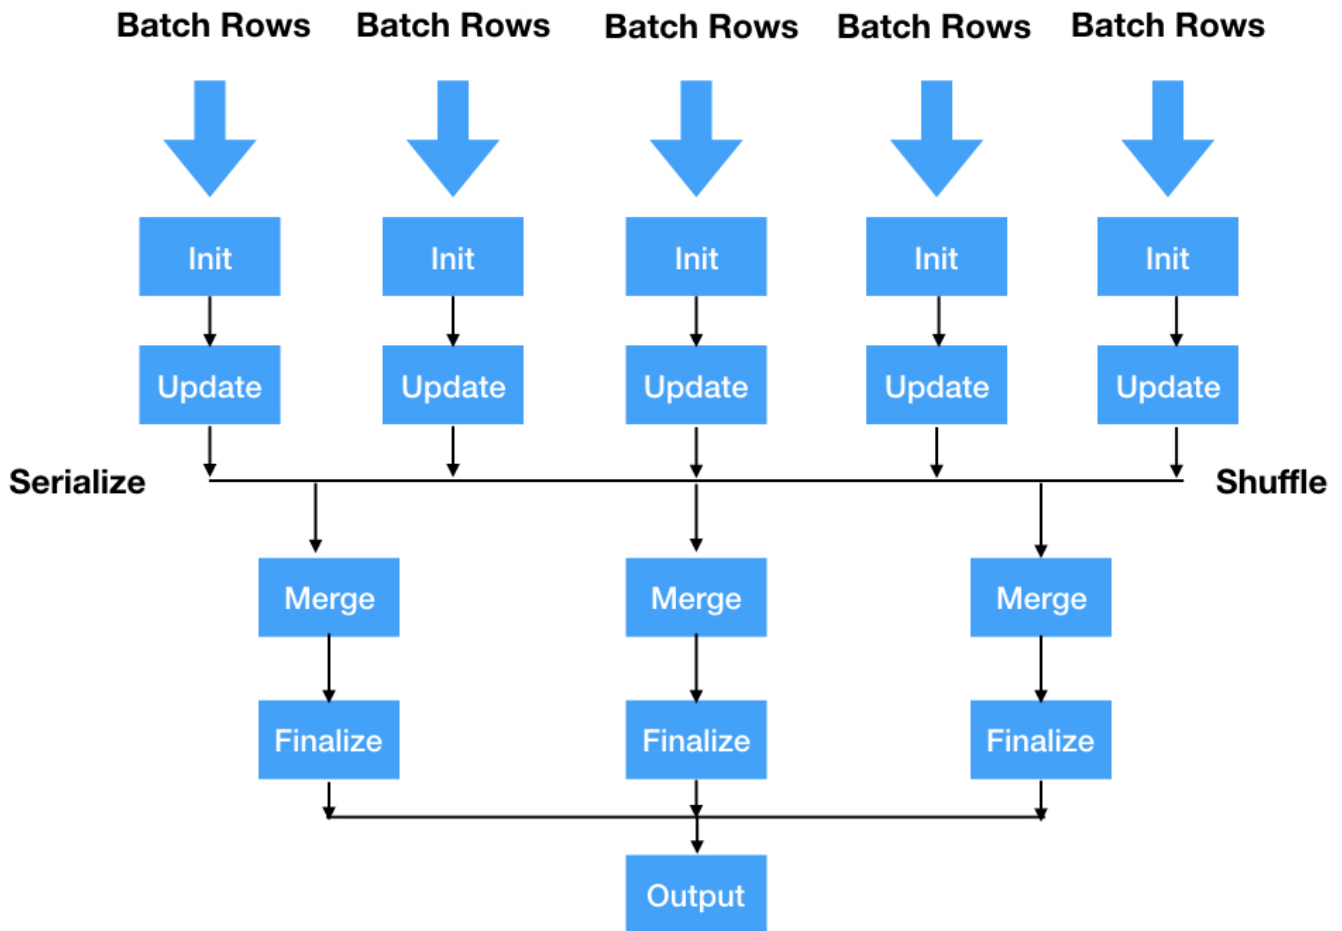 Batch Rows Batch Rows Batch Rows Batch Rows Batch Rows
Init Init Init Init Init
Update Update Update Update Update
Serialize Shuffle
Merge Merge Merge
Finalize Finalize Finalize
Output